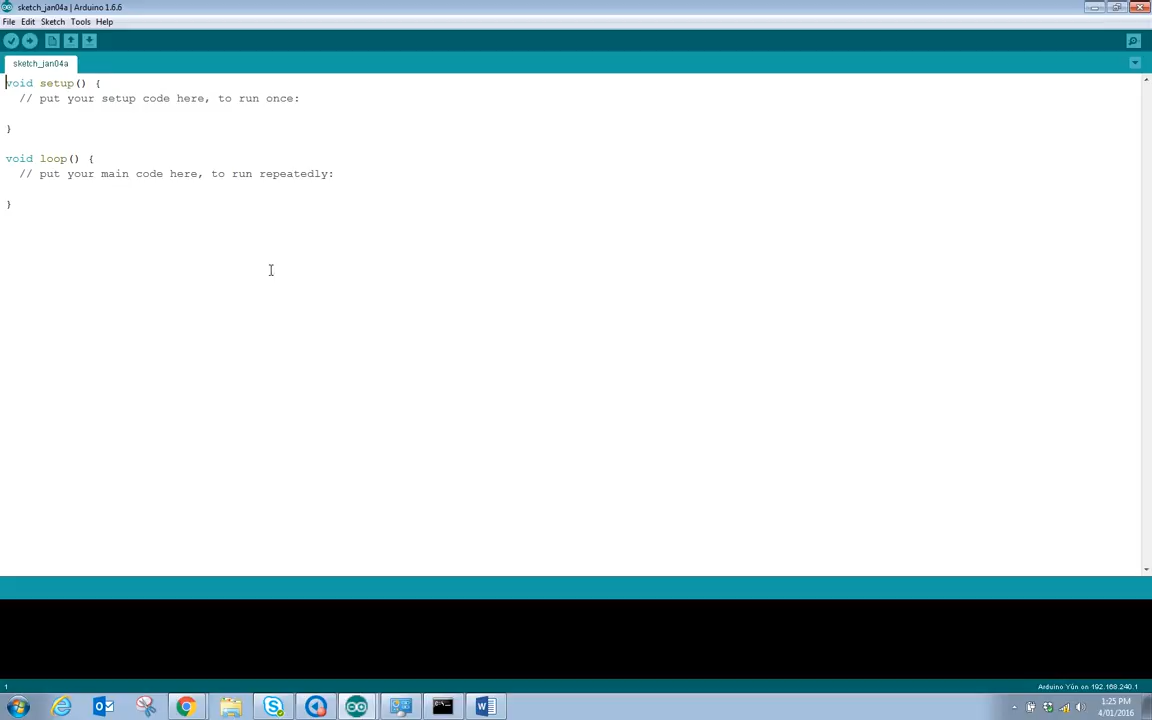 sketch_jan04a | Arduino 1.6.6
File Edit Sketch Tools Help
sketch_jan04a
void setup() {
// put your setup code here, to run once:
}
void loop() {
// put your main code here, to run repeatedly:
}
1
Arduino Yún on 192.168.240.1
1:25 PM
4/01/2016